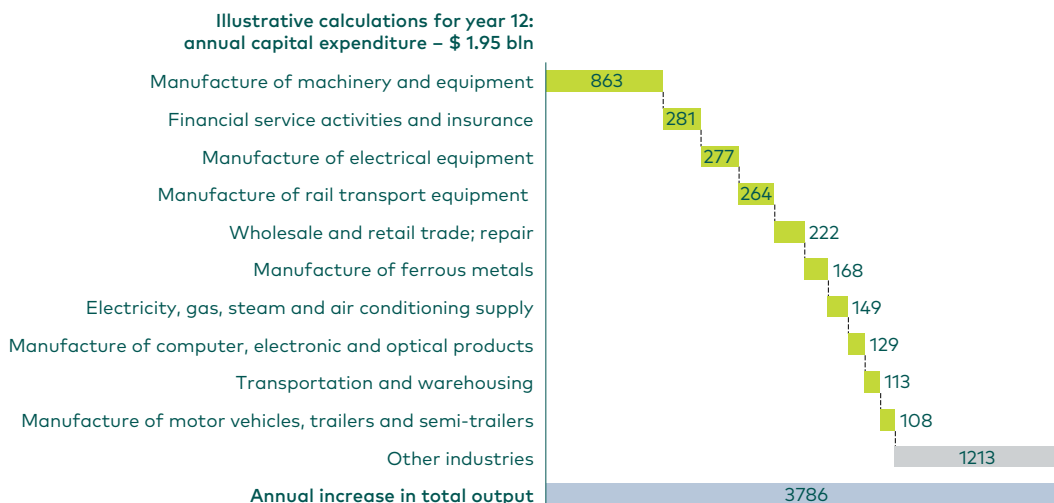 Illustrative calculations for year 12:
annual capital expenditure – $ 1.95 bln
Manufacture of machinery and equipment 863
Financial service activities and insurance 281
Manufacture of electrical equipment 277
Manufacture of rail transport equipment 264
Wholesale and retail trade; repair 222
Manufacture of ferrous metals 168
Electricity, gas, steam and air conditioning supply 149
Manufacture of computer, electronic and optical products 129
Transportation and warehousing 113
Manufacture of motor vehicles, trailers and semi-trailers 108
Other industries 1213
Annual increase in total output 3786